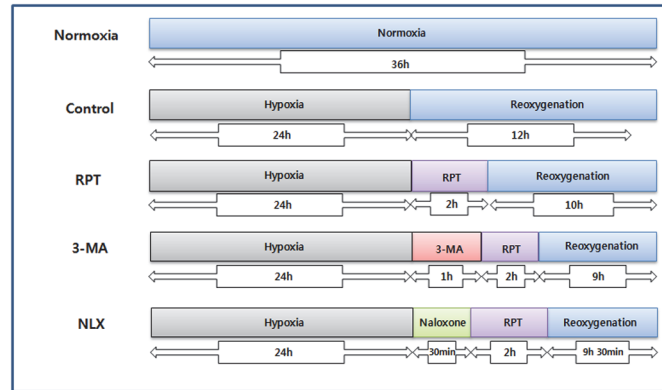 Normoxia
Normoxia
36h
Control
Hypoxia
Reoxygenation
24h
12h
RPT
Hypoxia
RPT
Reoxygenation
24h
2h
10h
3-MA
Hypoxia
3-MA
RPT
Reoxygenation
24h
1h
2h
9h
NLX
Hypoxia
Naloxone
RPT
Reoxygenation
24h
30min
2h
9h 30min